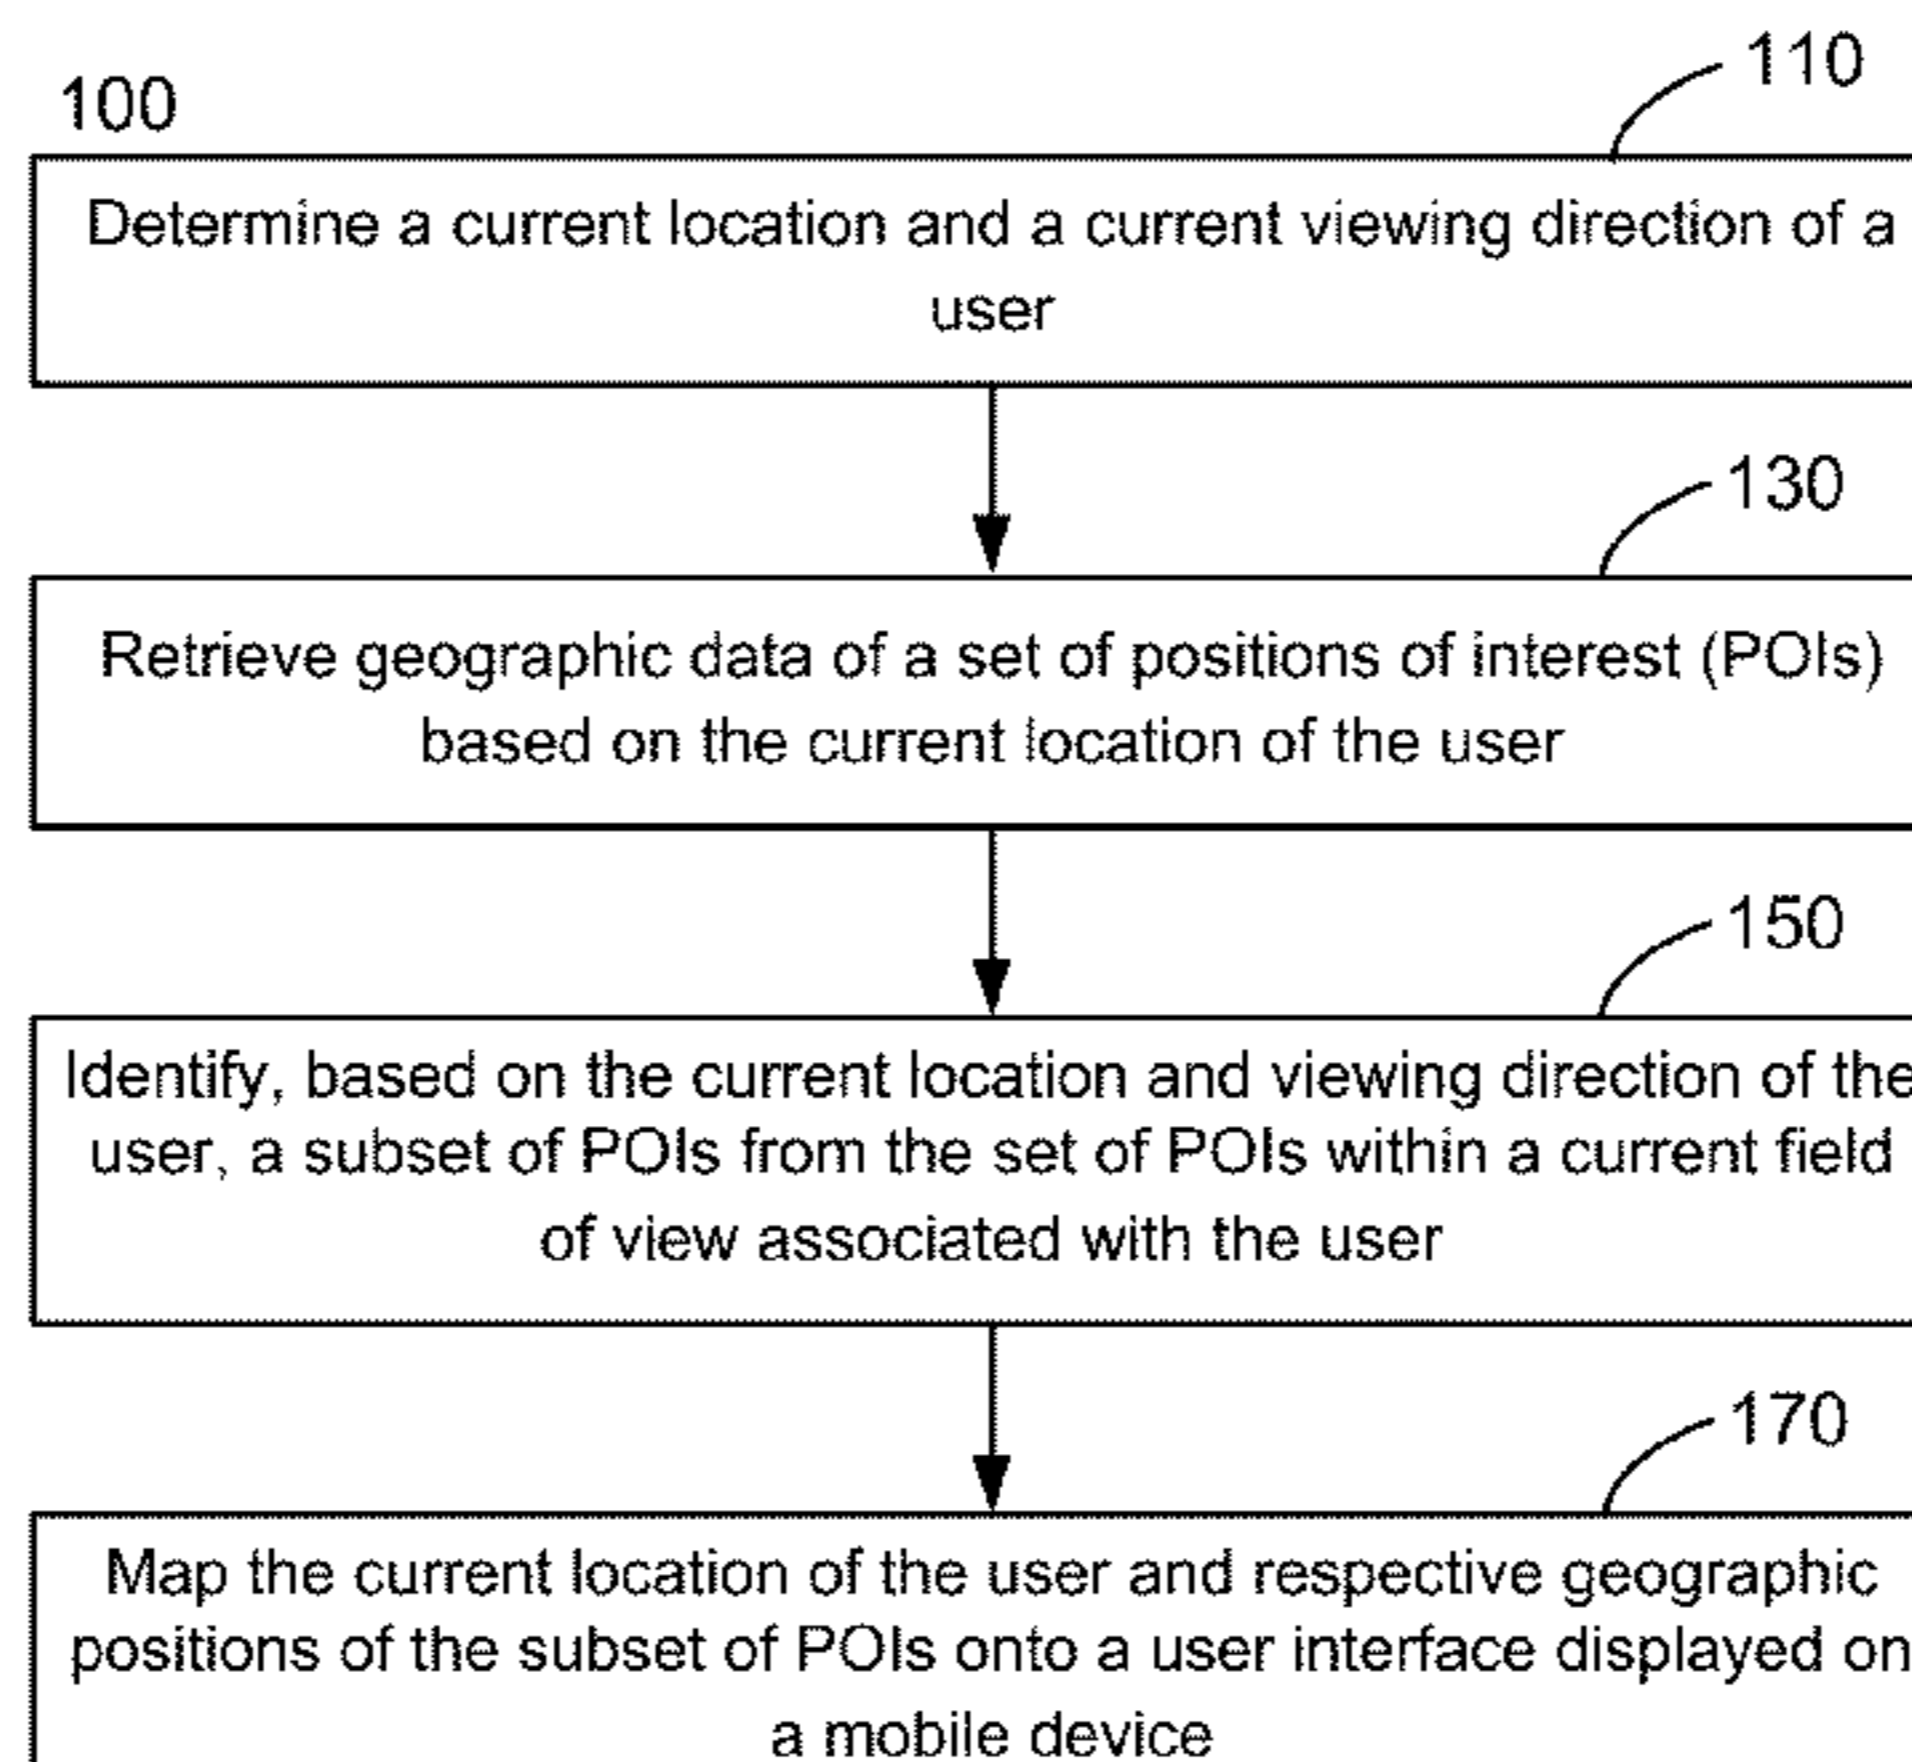 110
100
Determine a current location and a current viewing direction of a
user
130
Retrieve geographic data of a set of positions of interest (POIs)
based on the current location of the user
150
Identify, based on the current location and viewing direction of the
user, a subset of POIs from the set of POIs within a current field
of view associated with the user
170
Map the current location of the user and respective geographic
positions of the subset of POIs onto a user interface displayed on
a mobile device